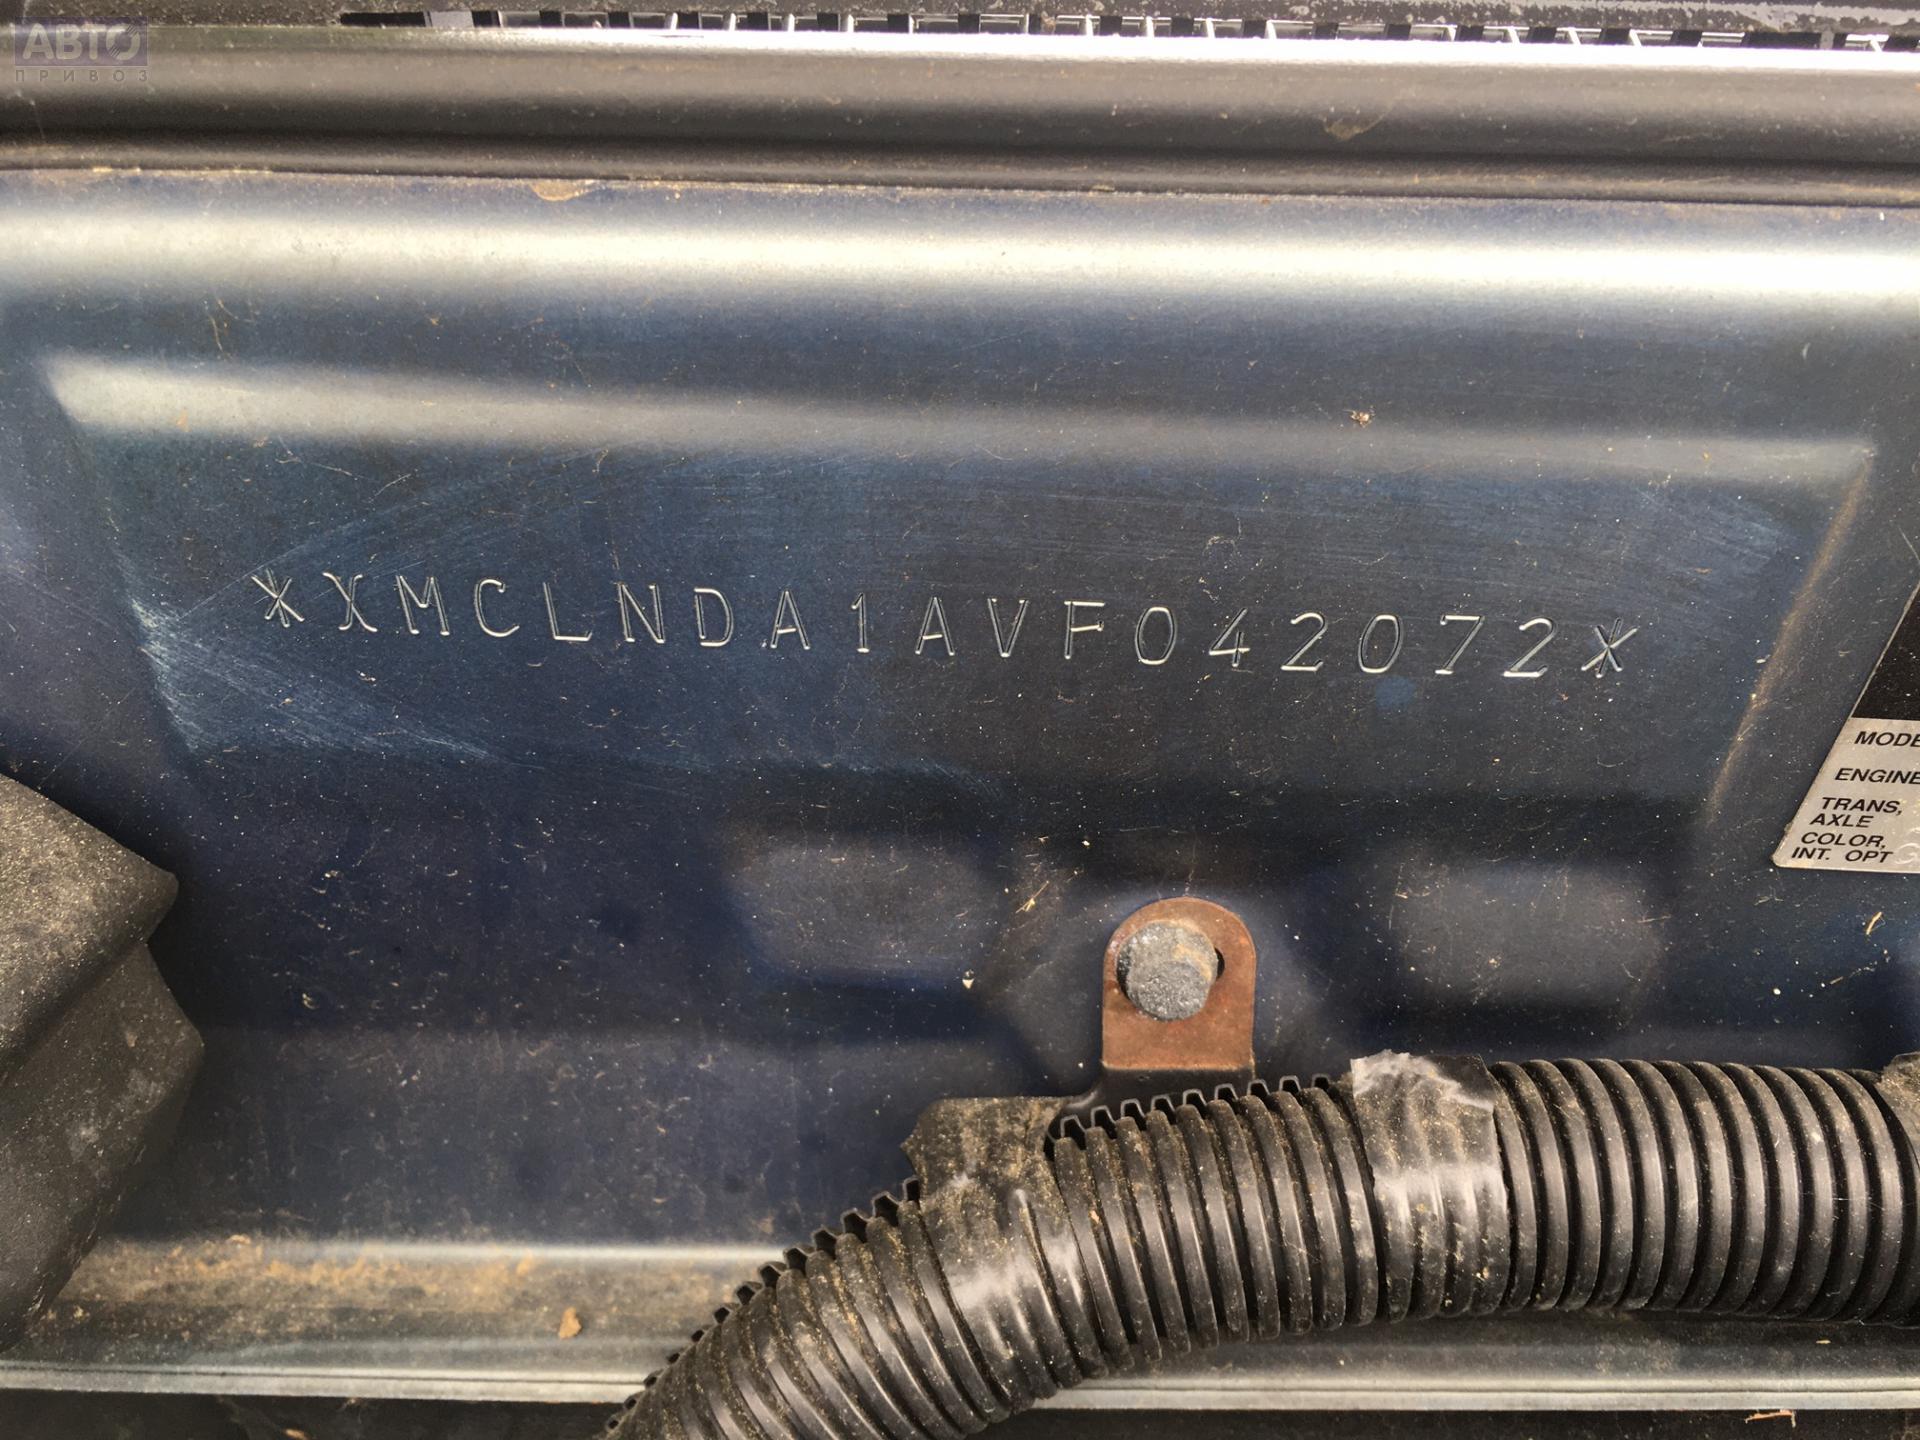 АВТО
ПРИВОЗ
*XMCLNDA1AVF042072*
MODE
ENGINE
TRANS,
AXLE
COLOR,
INT. OPT